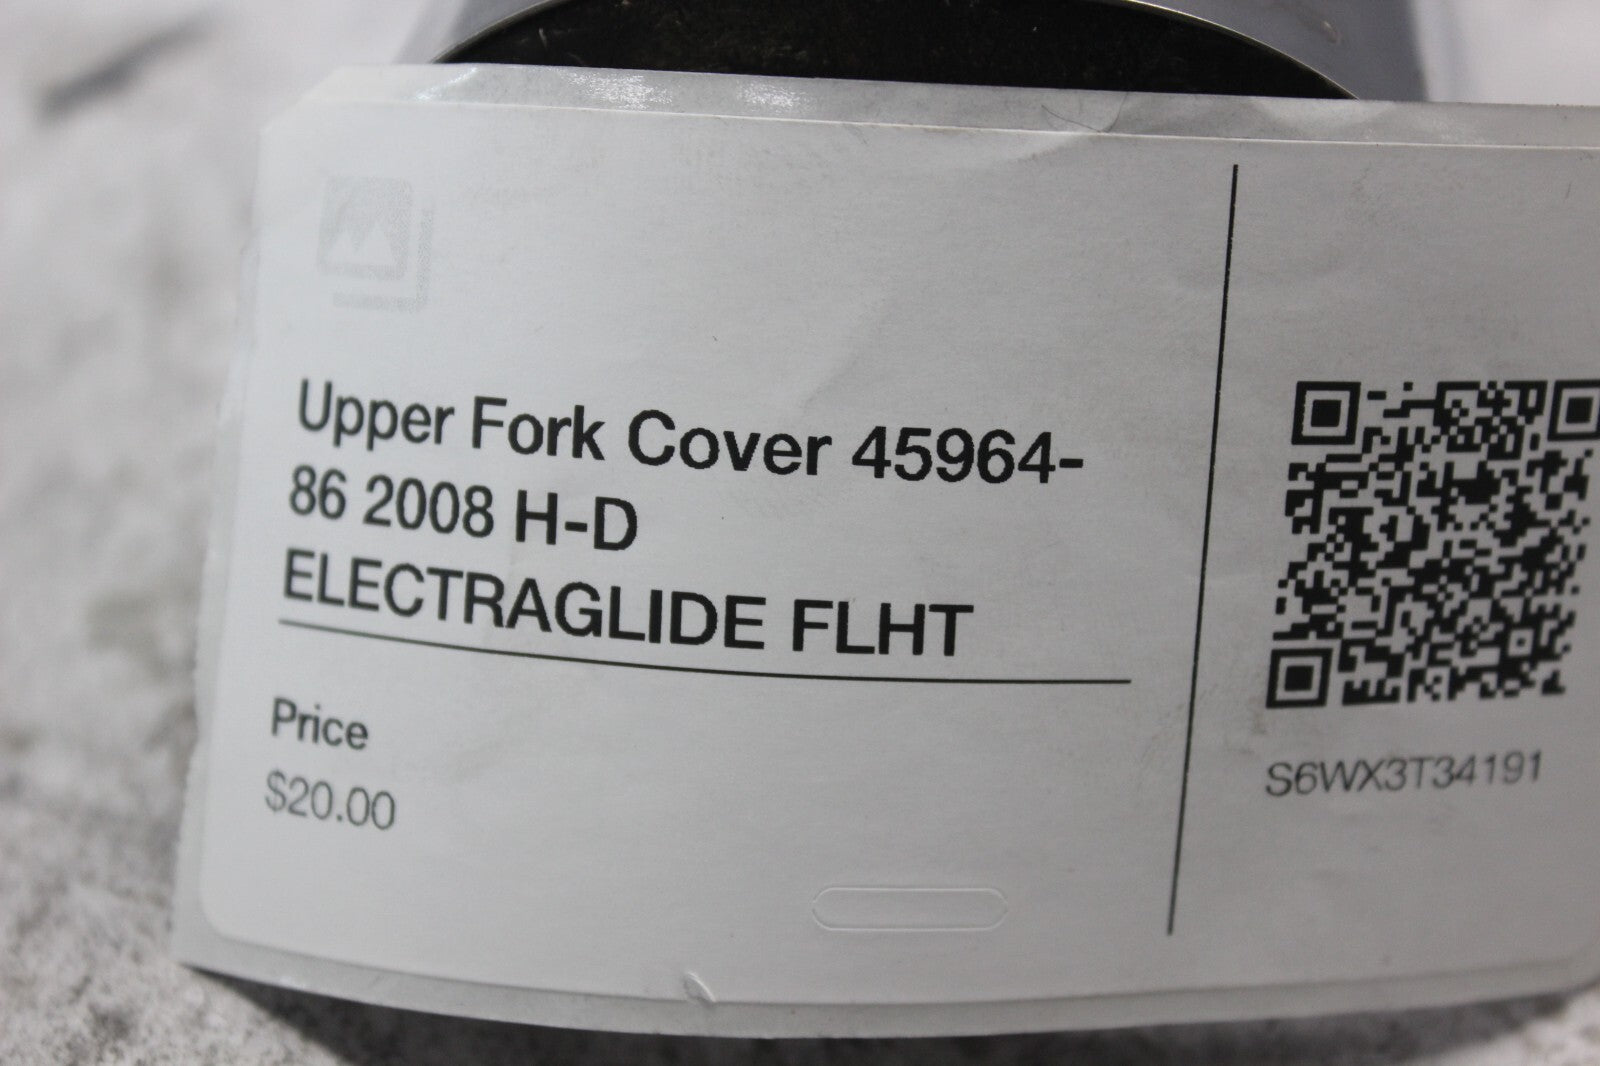 Upper Fork Cover 45964-
86 2008 H-D
ELECTRAGLIDE FLHT
Price
$20.00
S6WX3T34191